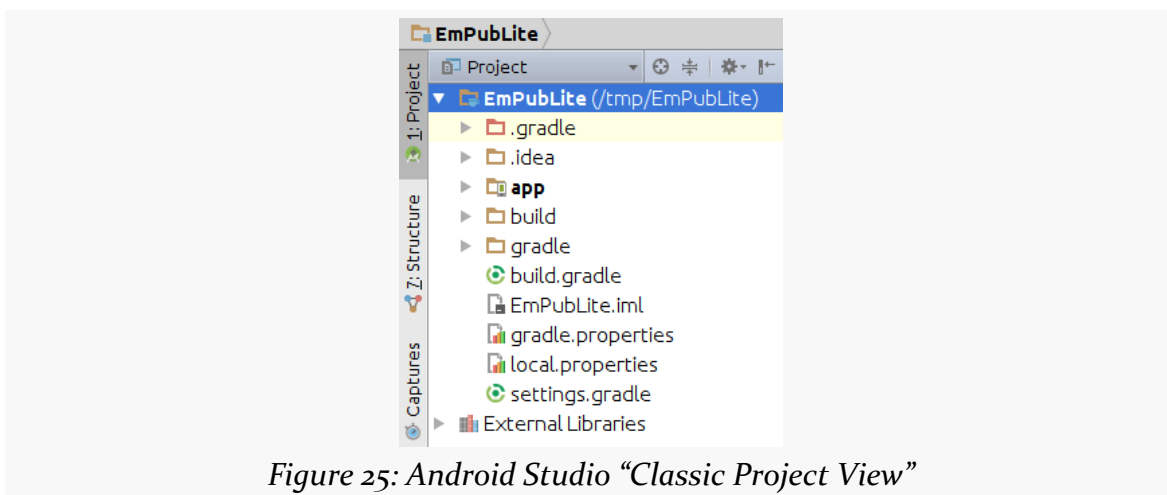 EmPubLite
Project
EmPubLite (/tmp/EmPubLite)
.gradle
.idea
app
build
gradle
build.gradle
EmPubLite.iml
gradle.properties
local.properties
settings.gradle
External Libraries
1: Project
7: Structure
Captures
Figure 25: Android Studio “Classic Project View”